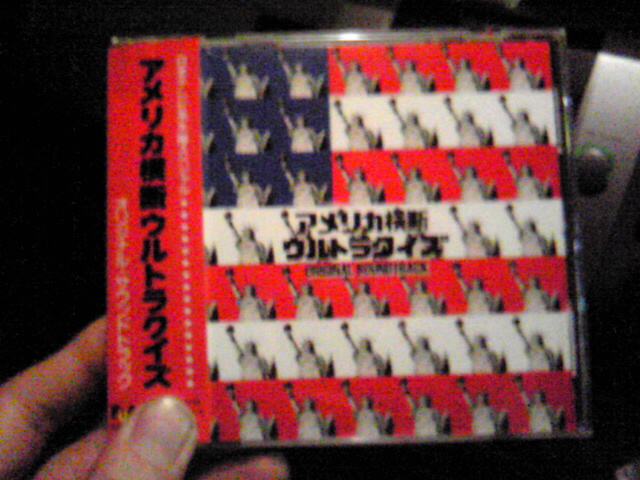 アメリカ横断ウルトラクイズ
オリジナル・サウンドトラック
アメリカ横断
ウルトラクイズ
ORIGINAL SOUNDTRACK